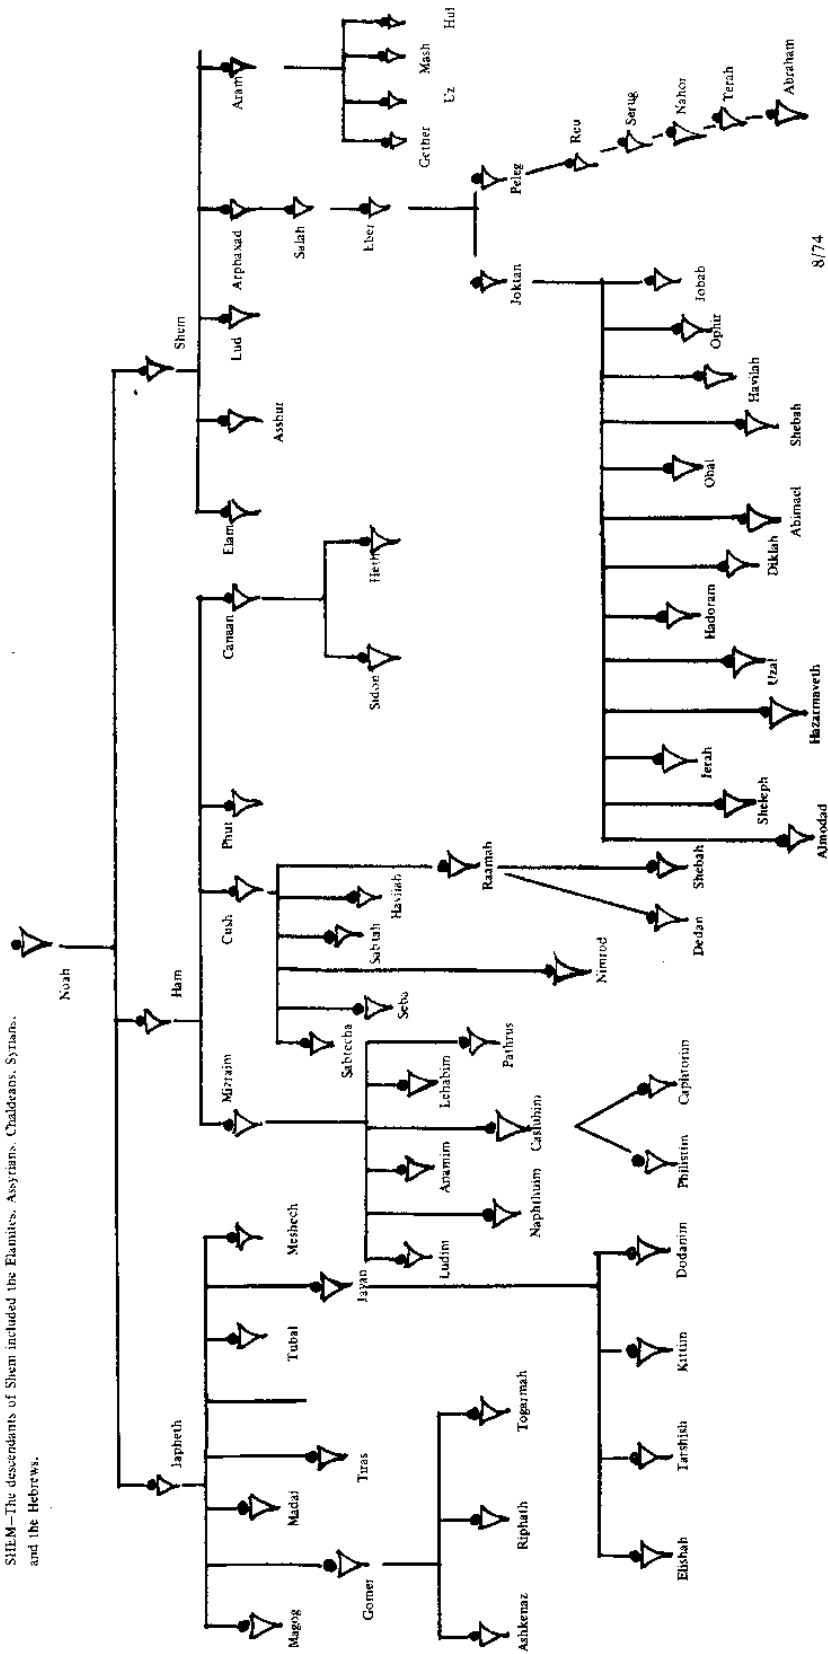 SHEM—The descendants of Shem included the Elamites, Assyrians, Chaldeans, Syrians,
and the Hebrews.
Noah
Japheth
Ham
Shem
Magog
Gomer
Madai
Tiras
Tubal
Javan
Meshech
Mizraim
Cush
Phut
Canaan
Elam
Asshur
Lud
Arphaxad
Aram
Ashkenaz
Riphath
Togarmah
Elishah
Tarshish
Kittim
Dodanim
Ludim
Naphthuim
Anamim
Casluhim
Lehabim
Pathrus
Philistim
Caphtorim
Sabtecha
Seba
Nimrod
Sabtah
Havilah
Raamah
Dedan
Shebah
Sidon
Heth
Salah
Eber
Joktan
Peleg
Gether
Uz
Mash
Hul
Reu
Serug
Nahor
Terah
Abraham
Almodad
Sheleph
Jerah
Hazarmaveth
Uzal
Hadoram
Diklah
Abimael
Obal
Shebah
Havilah
Ophir
Jobab
8/74